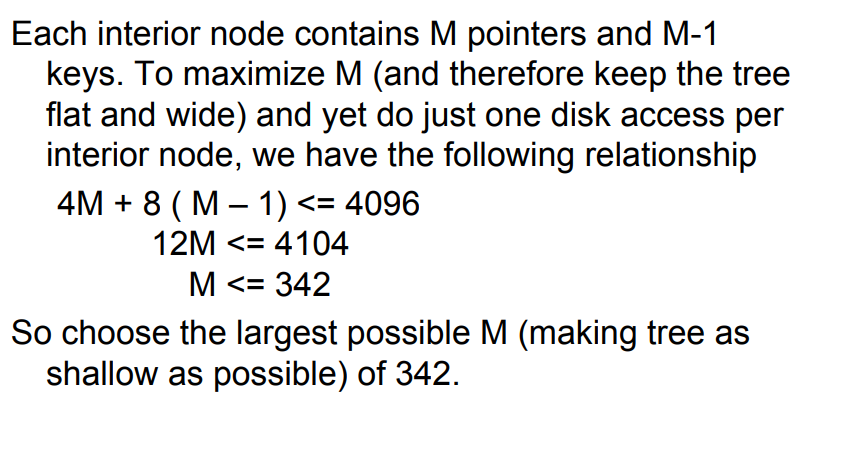 Each interior node contains M pointers and M-1
keys. To maximize M (and therefore keep the tree
flat and wide) and yet do just one disk access per
interior node, we have the following relationship
4M + 8 ( M – 1) <= 4096
12M <= 4104
M <= 342
So choose the largest possible M (making tree as
shallow as possible) of 342.